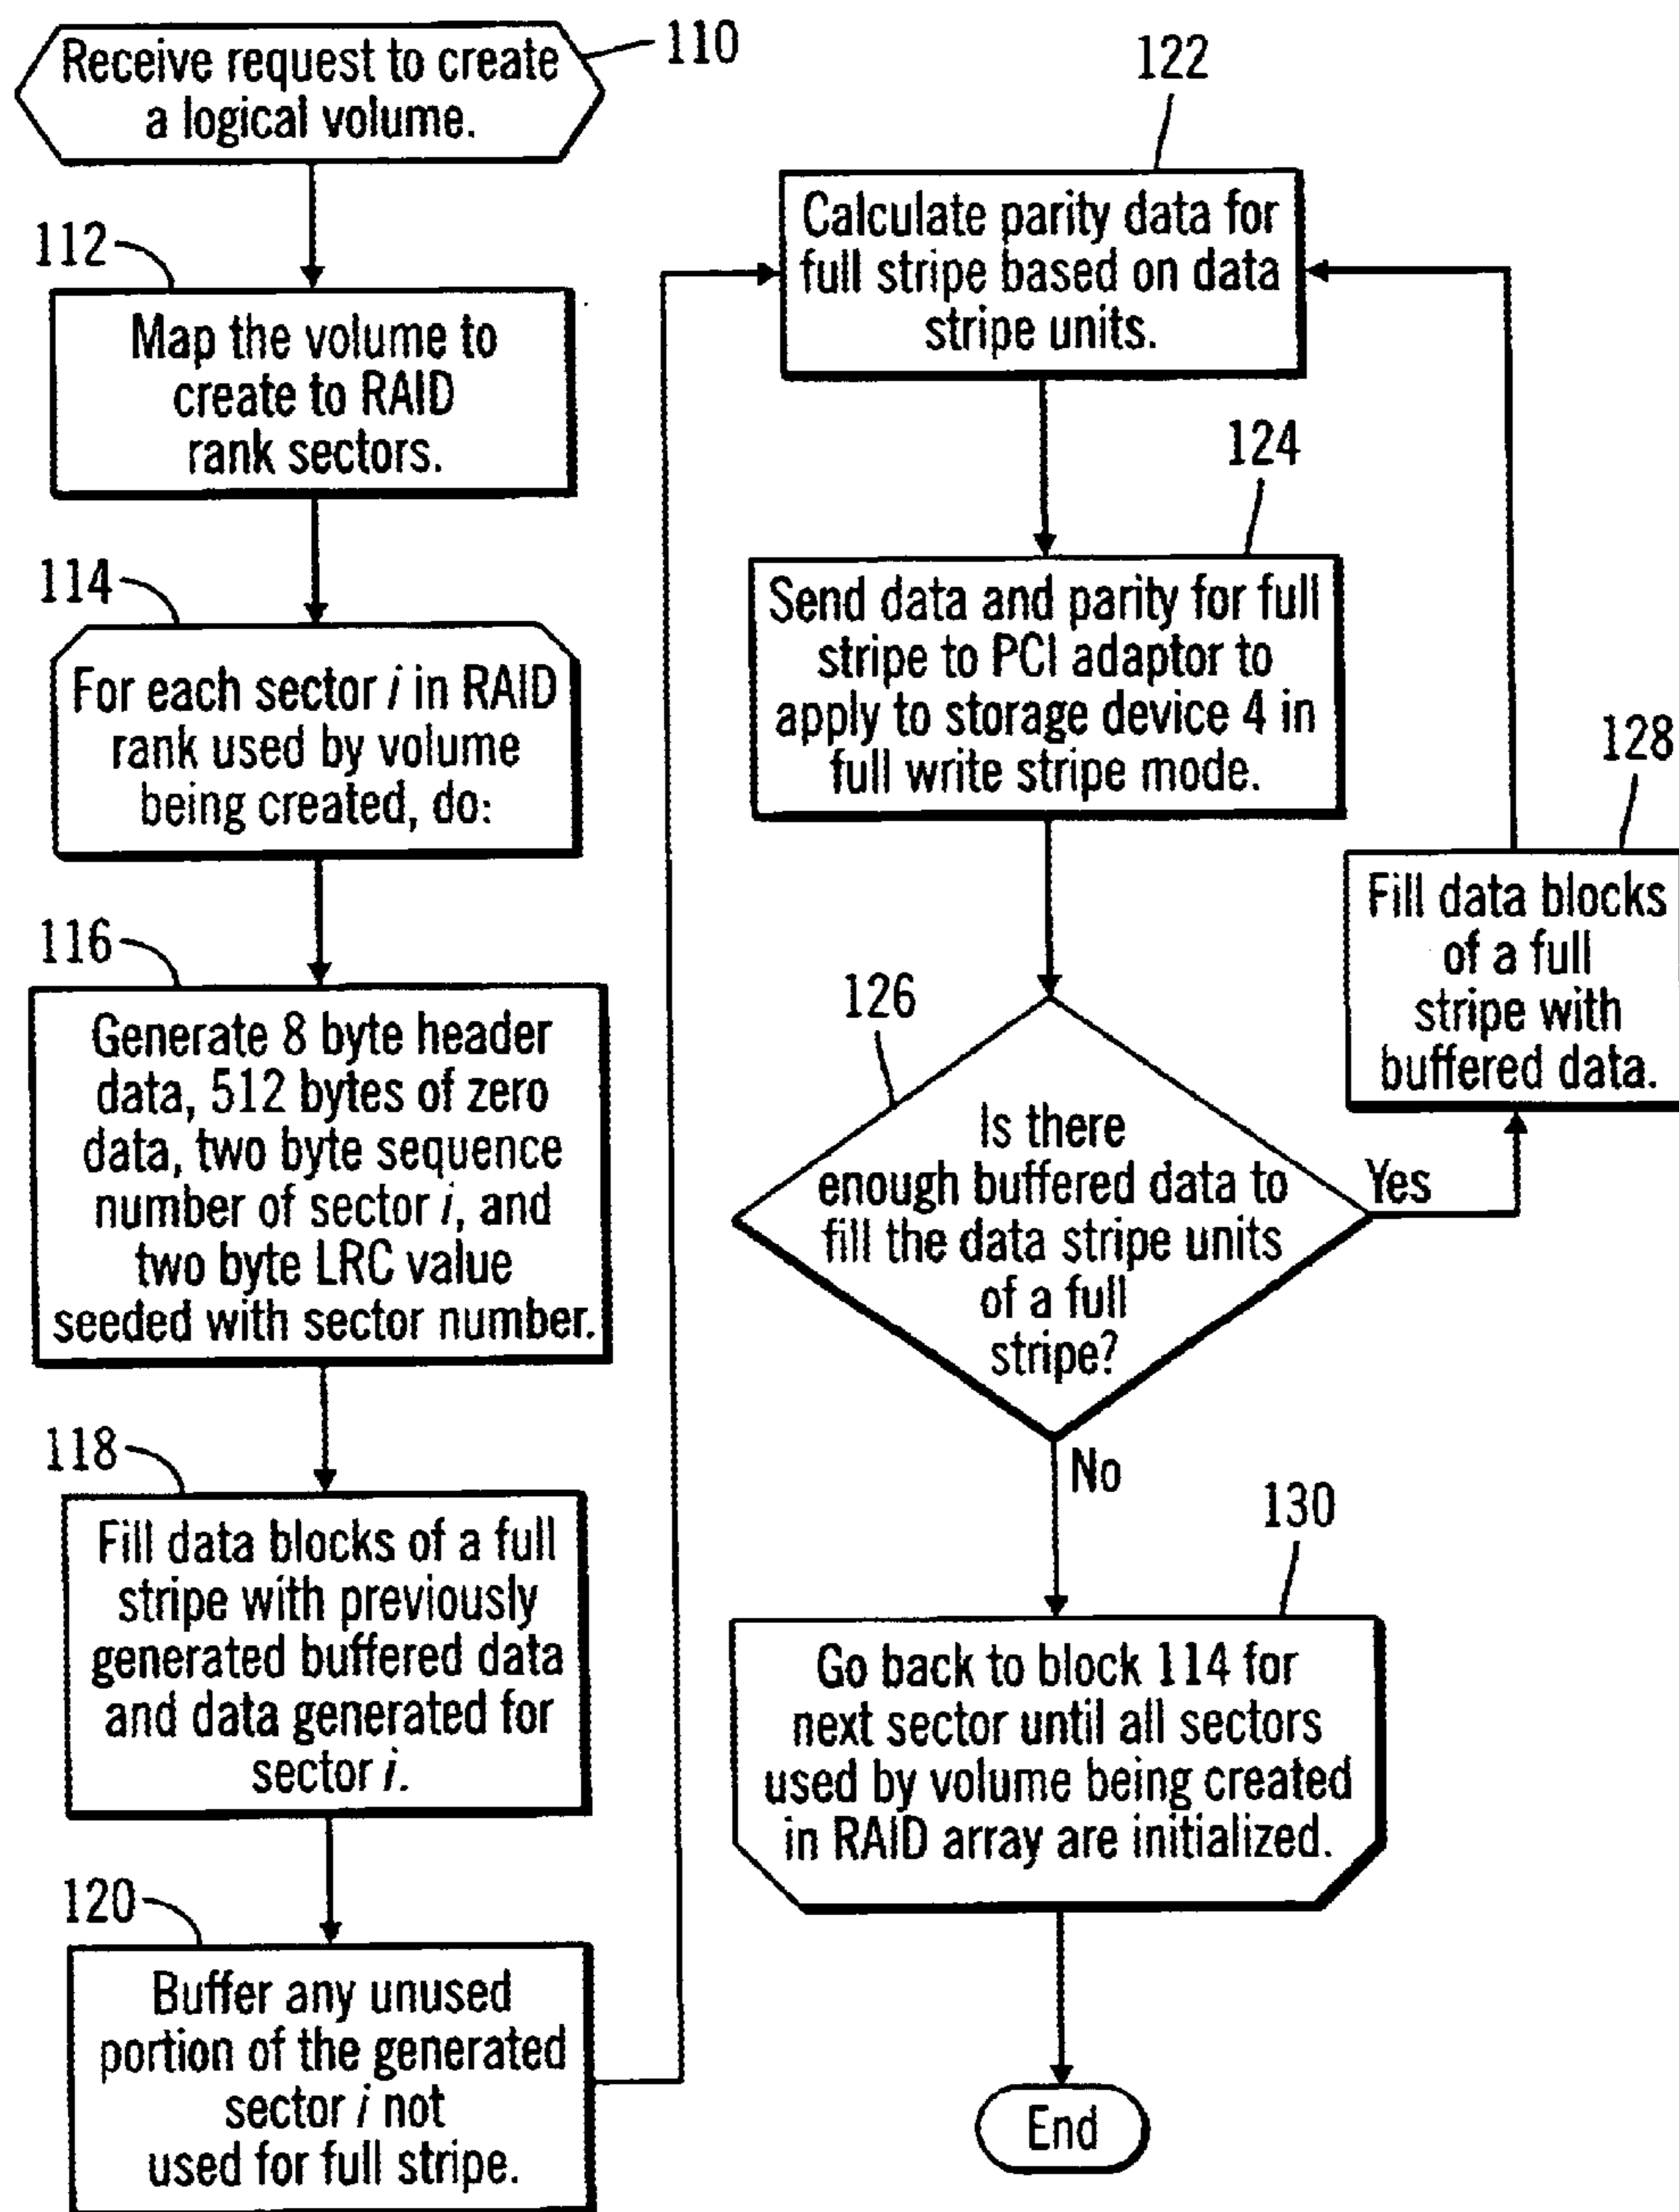 110
Receive request to create
a logical volume.
112
Map the volume to
create to RAID
rank sectors.
114
For each sector i in RAID
rank used by volume
being created, do:
116
Generate 8 byte header
data, 512 bytes of zero
data, two byte sequence
number of sector i, and
two byte LRC value
seeded with sector number.
118
Fill data blocks of a full
stripe with previously
generated buffered data
and data generated for
sector i.
120
Buffer any unused
portion of the generated
sector i not
used for full stripe.
122
Calculate parity data for
full stripe based on data
stripe units.
124
Send data and parity for full
stripe to PCI adaptor to
apply to storage device 4 in
full write stripe mode.
126
Is there
enough buffered data to
fill the data stripe units
of a full
stripe?
Yes
128
Fill data blocks
of a full
stripe with
buffered data.
No
130
Go back to block 114 for
next sector until all sectors
used by volume being created
in RAID array are initialized.
End